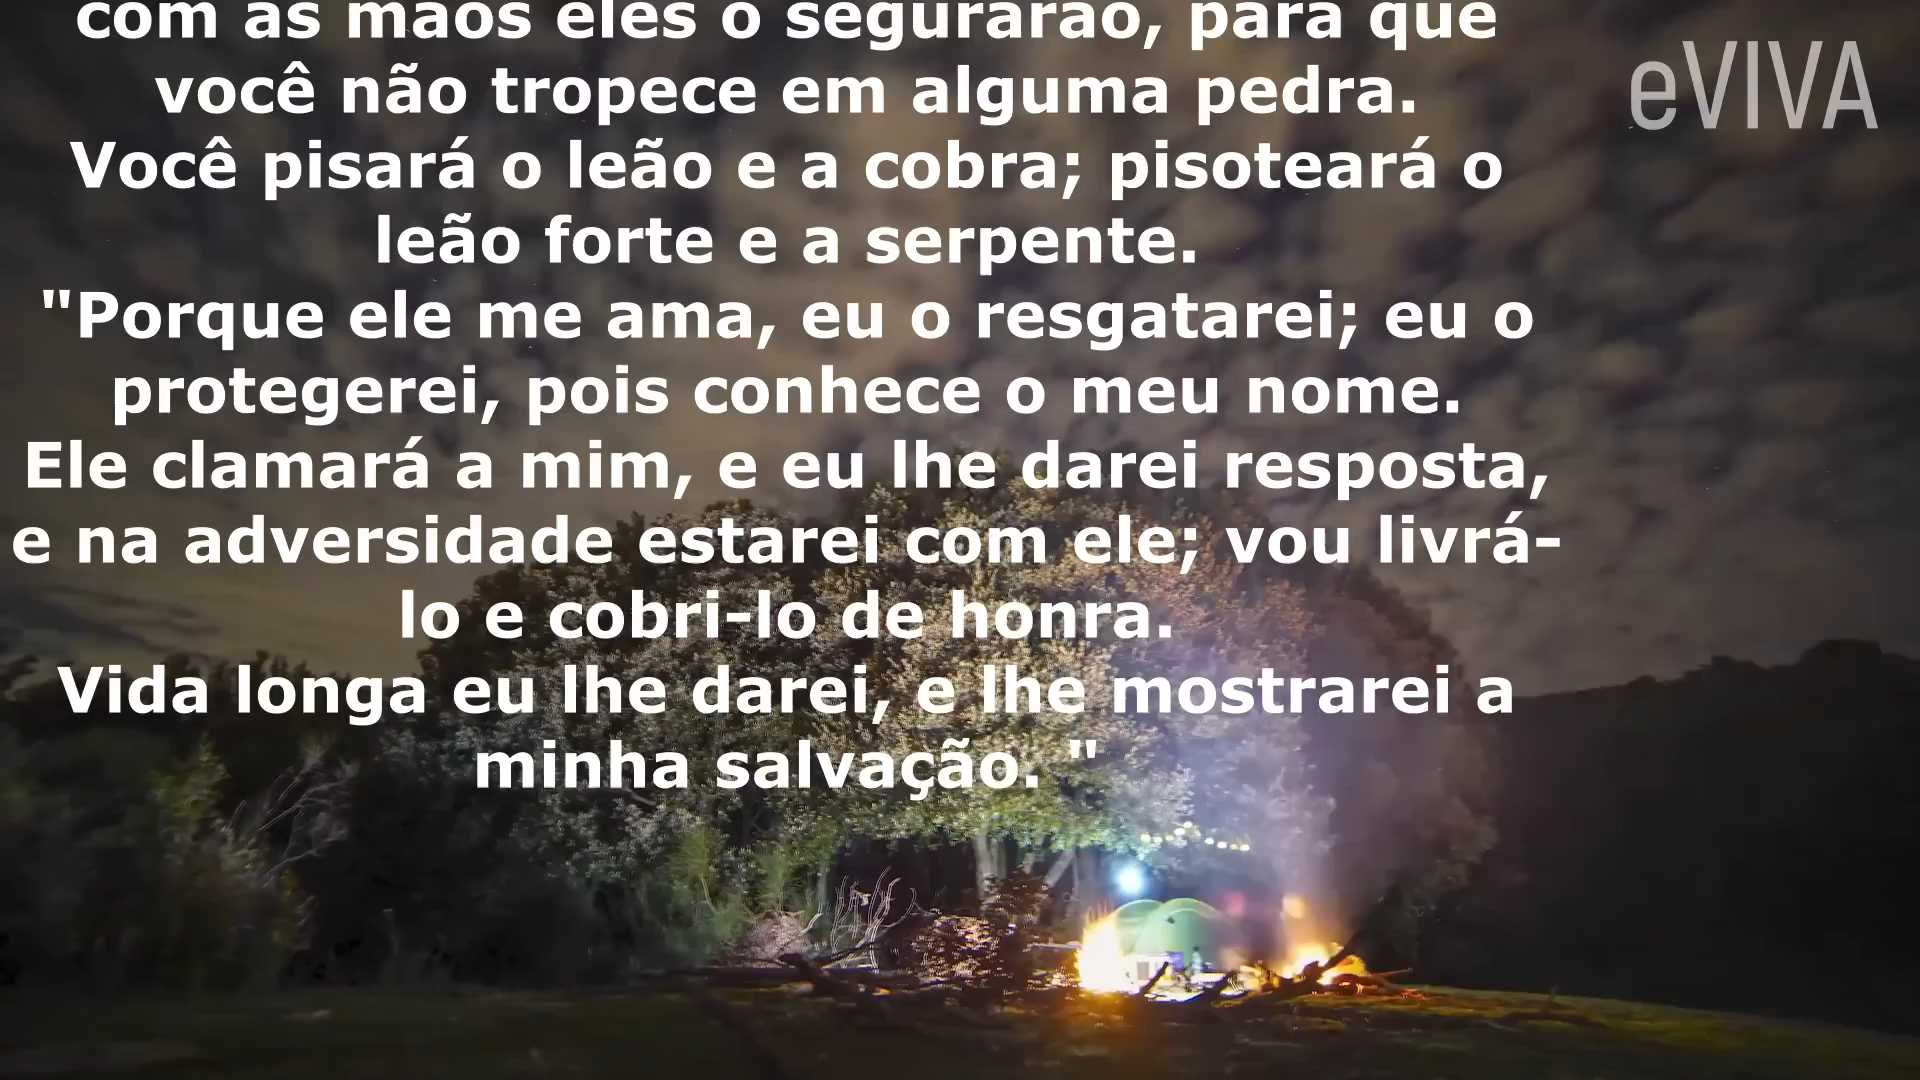 com as mãos eles o segurarão, para que
você não tropece em alguma pedra.
Você pisará o leão e a cobra; pisoteará o
leão forte e a serpente.
"Porque ele me ama, eu o resgatarei; eu o
protegerei, pois conhece o meu nome.
Ele clamará a mim, e eu lhe darei resposta,
e na adversidade estarei com ele; vou livrá-
lo e cobri-lo de honra.
Vida longa eu lhe darei, e lhe mostrarei a
minha salvação. "
eVIVA